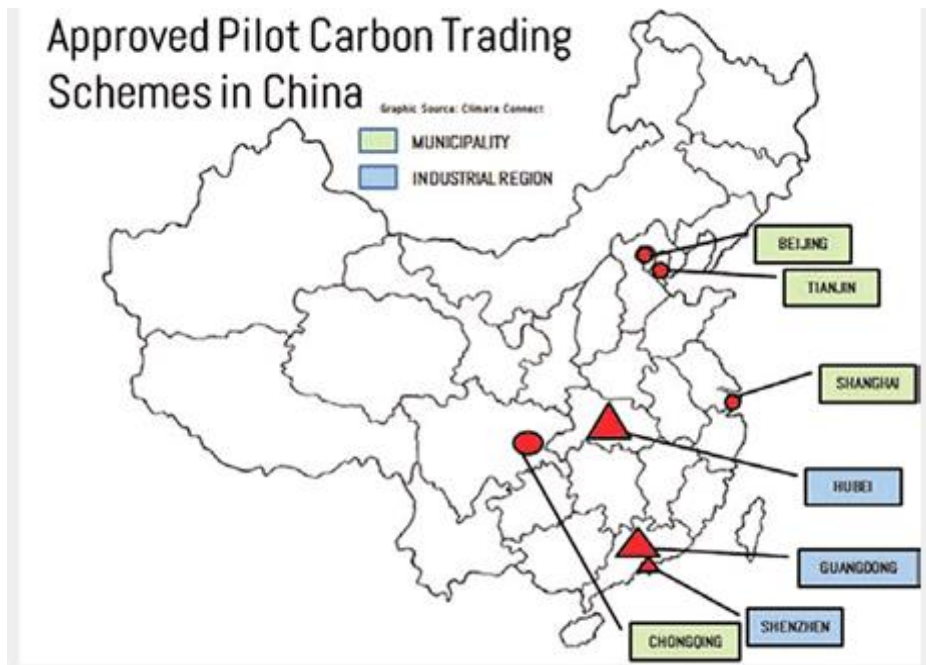 Approved Pilot Carbon Trading
Schemes in China
Graphic Source: Climate Connect
MUNICIPALITY
INDUSTRIAL REGION
BEIJING
TIANJIN
SHANGHAI
HUBEI
GUANGDONG
SHENZHEN
CHONGQING